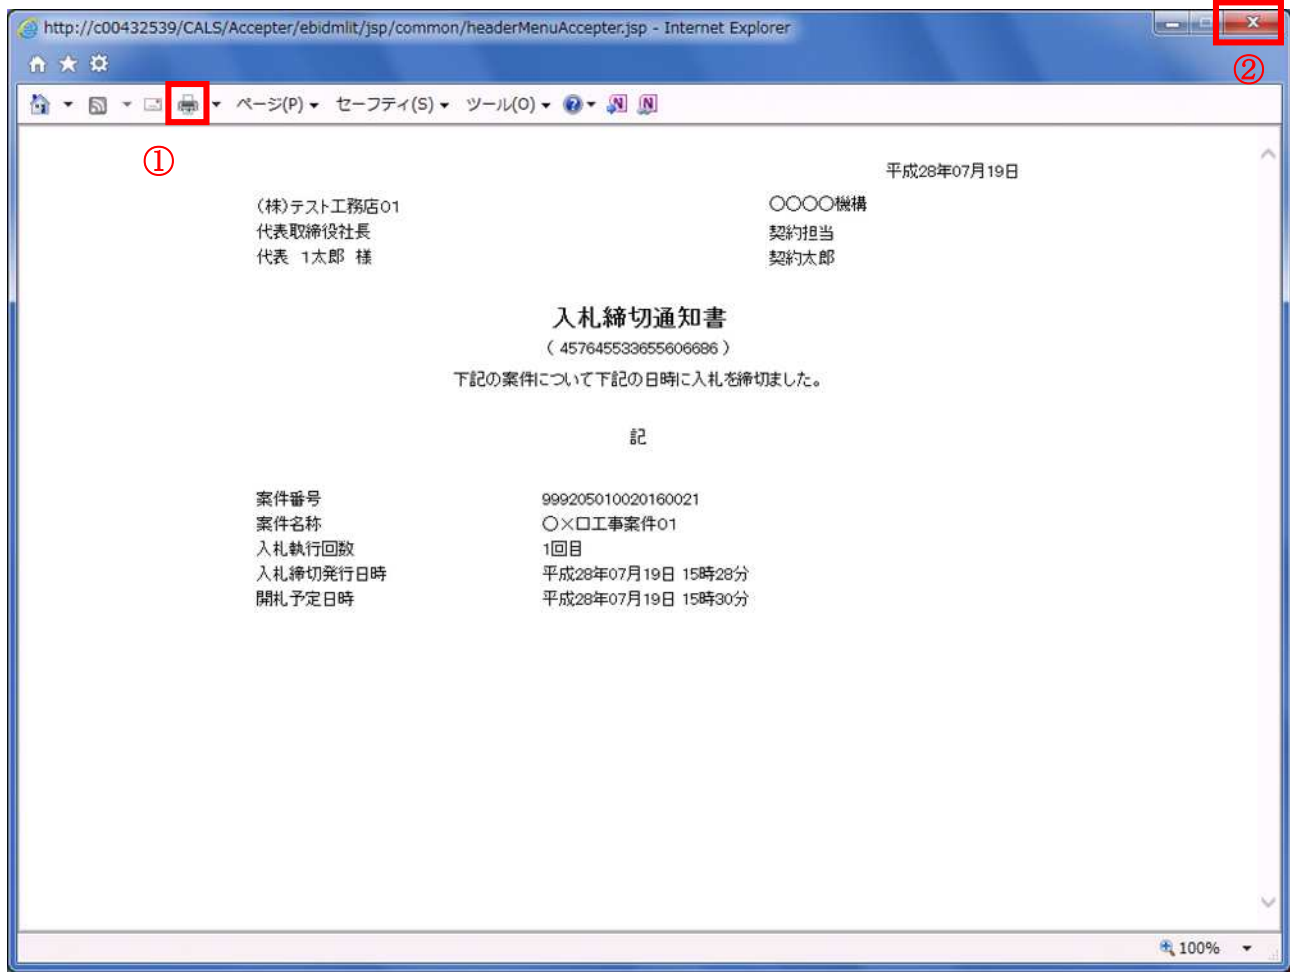 http://c00432539/CALS/Accepter/ebidmlit/jsp/common/headerMenuAccepter.jsp - Internet Explorer
②
ページ(P) セーフティ(S) ツール(O)
①
平成28年07月19日
(株)テスト工務店01
〇〇〇〇機構
代表取締役社長
契約担当
代表 1太郎 様
契約太郎
入札締切通知書
( 457645533655606686 )
下記の案件について下記の日時に入札を締切ました。
記
案件番号 999205010020160021
案件名称 〇×口工事案件01
入札執行回数 1回目
入札締切発行日時 平成28年07月19日 15時28分
開札予定日時 平成28年07月19日 15時30分
100%